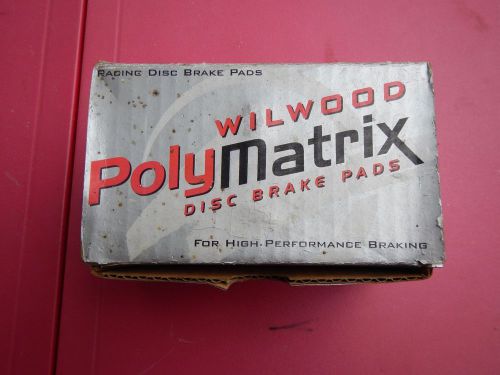 Racing Disc Brake Pads
WILWOOD
PolyMatrix
DISC BRAKE PADS
For High-Performance Braking